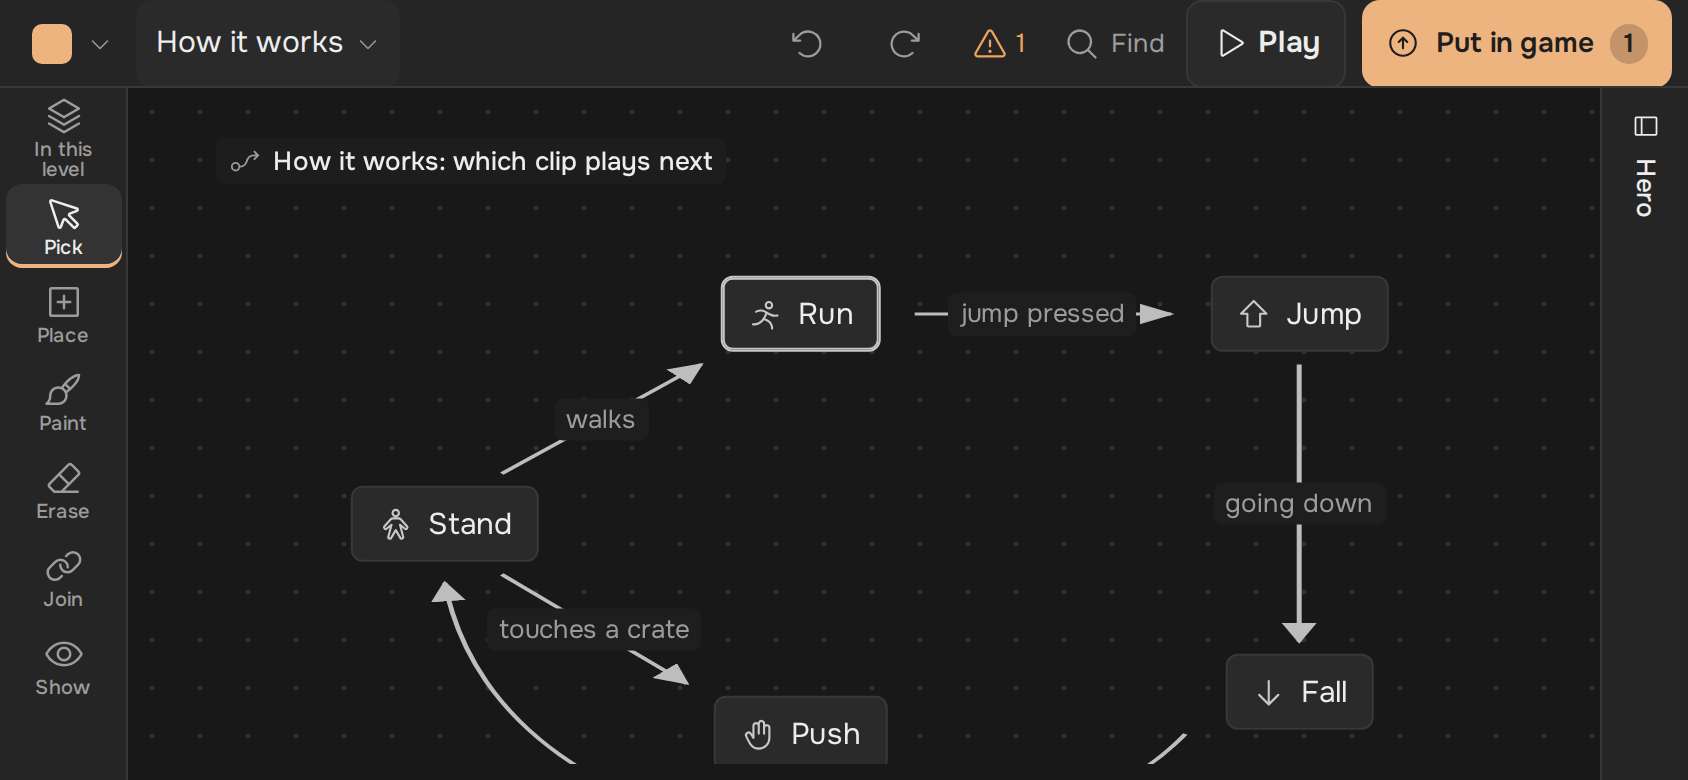 How it works
1
Find
Play
Put in game 1
In this
level
Pick
Place
Paint
Erase
Join
Show
How it works: which clip plays next
Run
jump pressed
Jump
walks
going down
Stand
touches a crate
Fall
Push
Hero